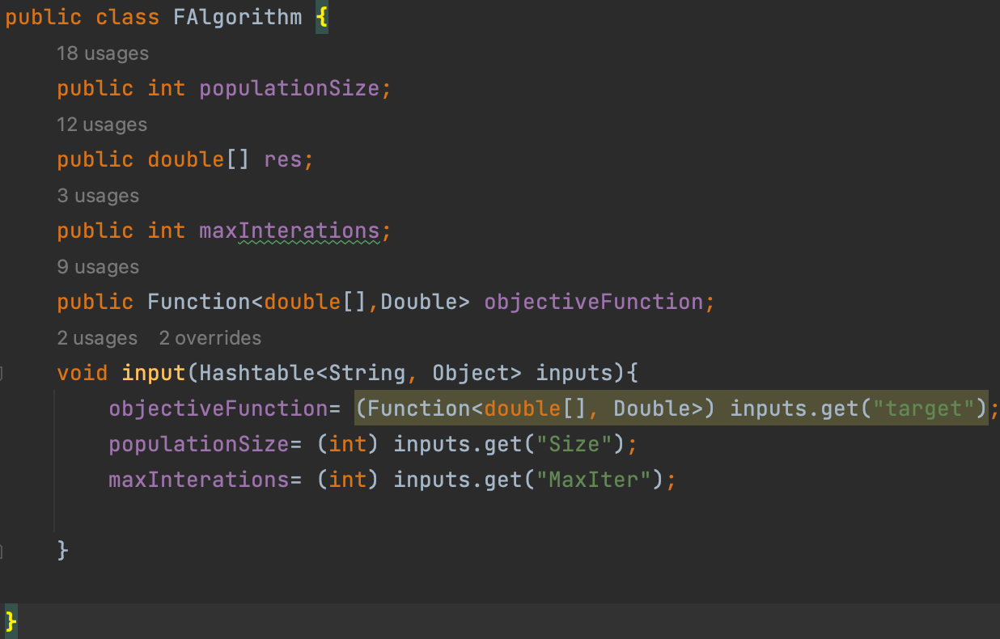 public class FAlgorithm {
18 usages
public int populationSize;
12 usages
public double[] res;
3 usages
public int maxInterations;
9 usages
public Function<double[],Double> objectiveFunction;
2 usages 2 overrides
void input(Hashtable<String, Object> inputs){
objectiveFunction= (Function<double[], Double>) inputs.get("target");
populationSize= (int) inputs.get("Size");
maxInterations= (int) inputs.get("MaxIter");
}
}